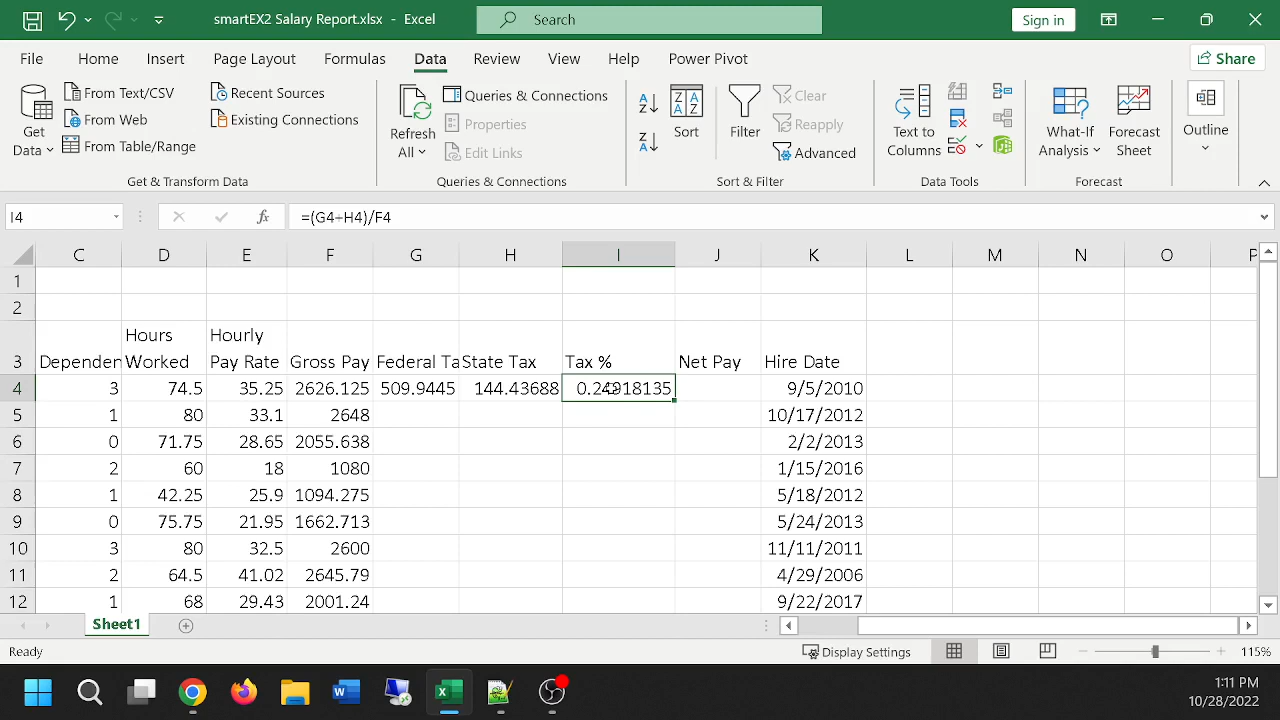 smartEX2 Salary Report.xlbx - Excel
Search
Sign in
File Home Insert Page Layout Formulas Data Review View Help Power Pivot
Share
Get Data
From Text/CSV
From Web
From Table/Range
Recent Sources
Existing Connections
Get & Transform Data
Refresh All
Queries & Connections
Properties
Edit Links
Queries & Connections
Sort
Filter
Clear
Reapply
Advanced
Sort & Filter
Text to Columns
Data Tools
What-If Analysis
Forecast Sheet
Forecast
Outline
I4 fx =(G4+H4)/F4
C D E F G H I J K L M N O P
1
2
Hours Hourly
3 Dependen Worked Pay Rate Gross Pay Federal Ta State Tax Tax % Net Pay Hire Date
4 3 74.5 35.25 2626.125 509.9445 144.43688 0.24918135 9/5/2010
5 1 80 33.1 2648 10/17/2012
6 0 71.75 28.65 2055.638 2/2/2013
7 2 60 18 1080 1/15/2016
8 1 42.25 25.9 1094.275 5/18/2012
9 0 75.75 21.95 1662.713 5/24/2013
10 3 80 32.5 2600 11/11/2011
11 2 64.5 41.02 2645.79 4/29/2006
12 1 68 29.43 2001.24 9/22/2017
Sheet1
Ready
Display Settings
115%
1:11 PM
10/28/2022